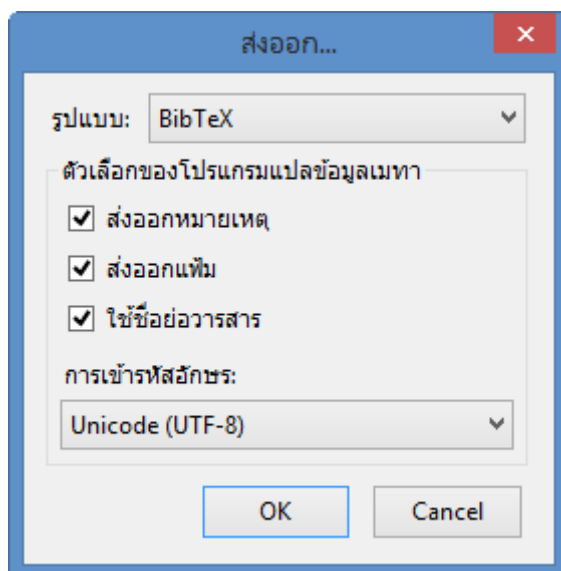 ส่งออก...
รูปแบบ: BibTeX
ตัวเลือกของโปรแกรมแปลข้อมูลเมทา
ส่งออกหมายเหตุ
ส่งออกแฟ้ม
ใช้ชื่อย่อวารสาร
การเข้ารหัสอักษร:
Unicode (UTF-8)
OK Cancel